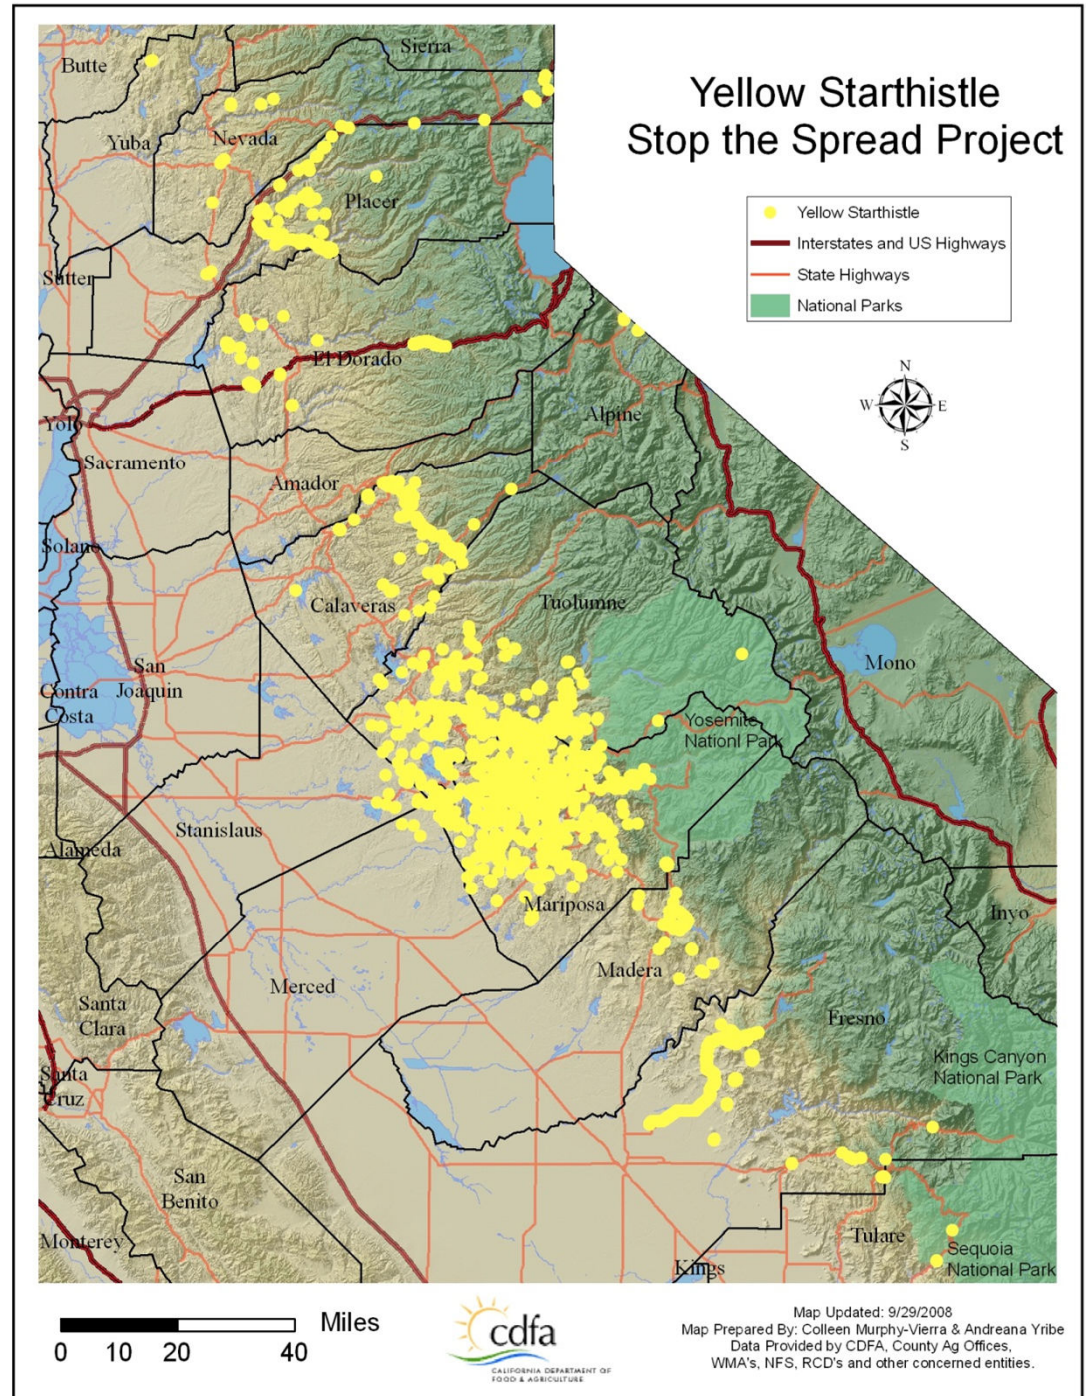 Yellow Starthistle
Stop the Spread Project
Yellow Starthistle
Interstates and US Highways
State Highways
National Parks
N
W
E
S
Sierra
Butte
Yuba
Nevada
Placer
Sutter
El Dorado
Alpine
Yolo
Sacramento
Amador
Solano
Calaveras
Tuolumne
San
Joaquin
Mono
Contra
Costa
Yosemite
Nationl Park
Stanislaus
Alameda
Mariposa
Inyo
Madera
Merced
Santa
Clara
Fresno
Kings Canyon
National Park
Santa
Cruz
San
Benito
Monterey
Tulare
Sequoia
National Park
Kings
Miles
0 10 20 40
cdfa
CALIFORNIA DEPARTMENT OF
FOOD & AGRICULTURE
Map Updated: 9/29/2008
Map Prepared By: Colleen Murphy-Vierra & Andreana Yribe
Data Provided by CDFA, County Ag Offices,
WMA's, NFS, RCD's and other concerned entities.